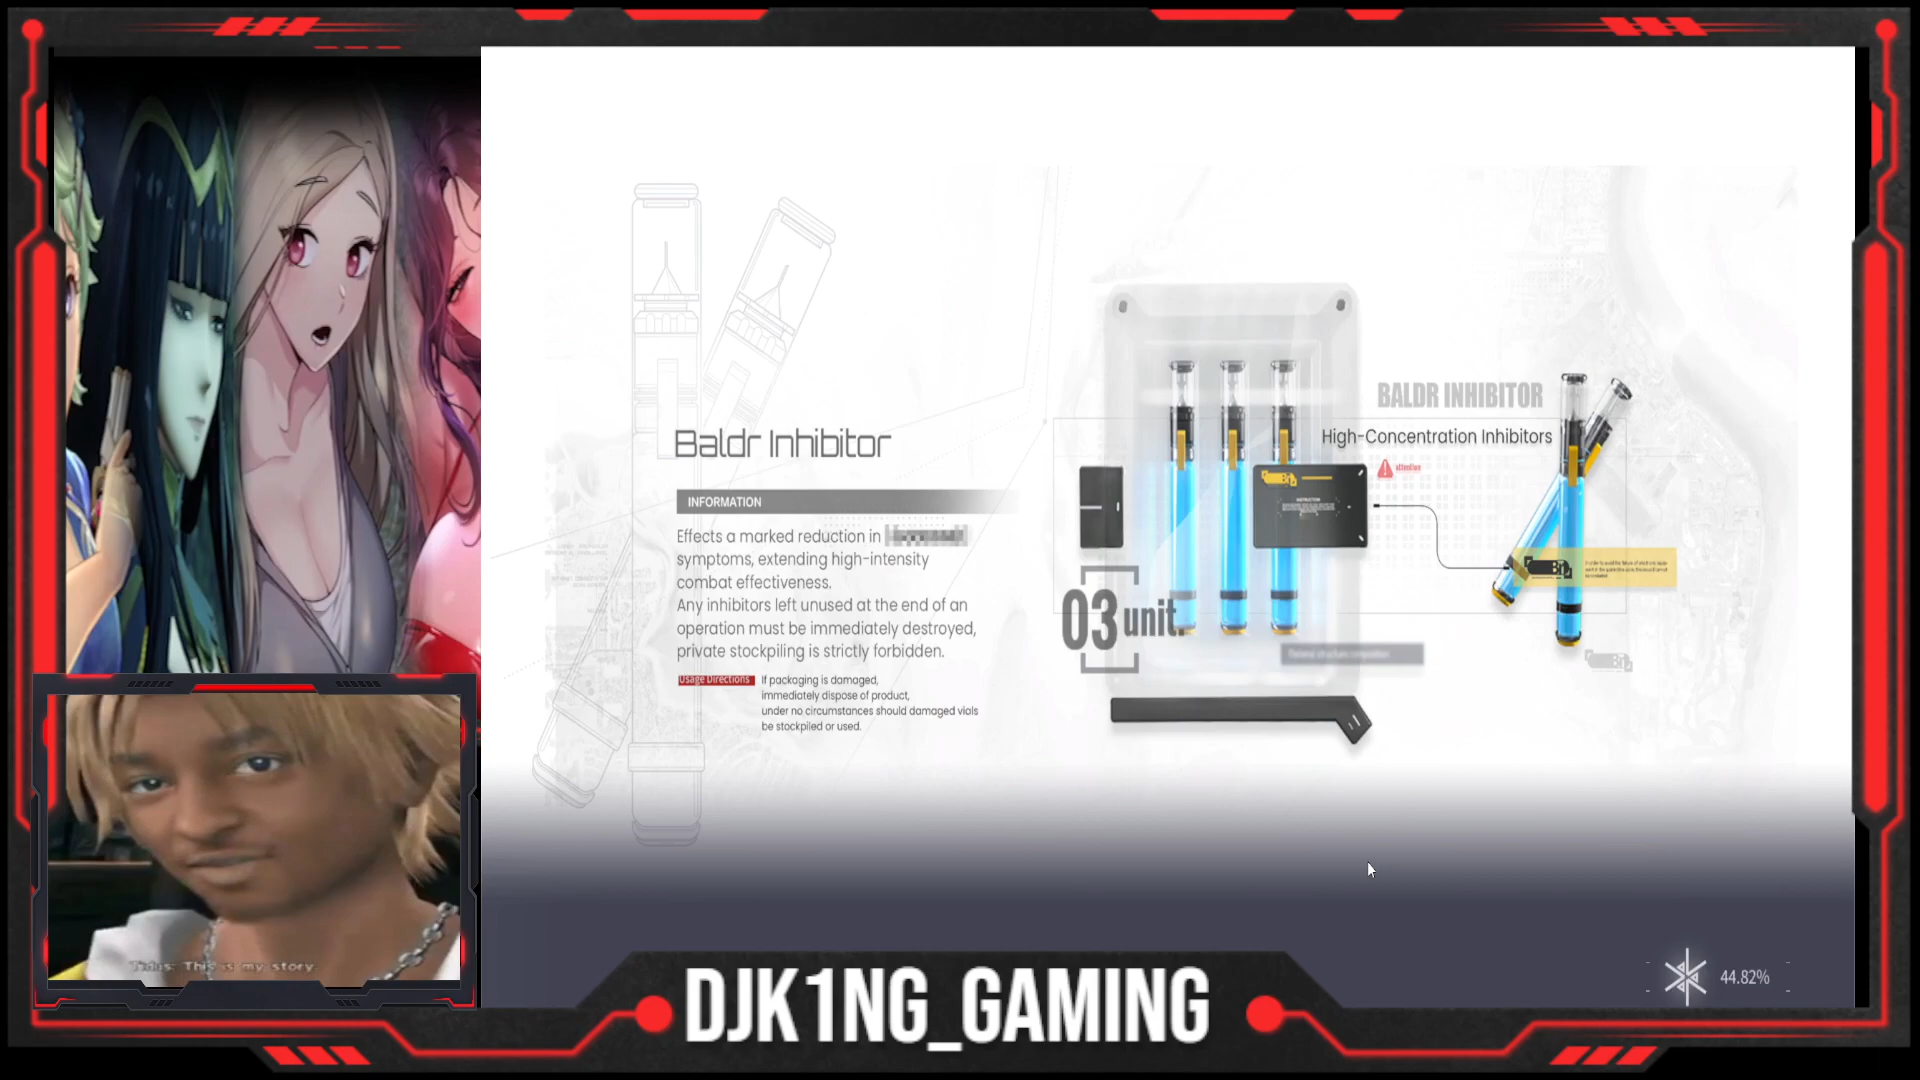 Baldr Inhibitor
INFORMATION
Effects a marked reduction in
symptoms, extending high-intensity
combat effectiveness.
Any inhibitors left unused at the end of an
operation must be immediately destroyed,
private stockpiling is strictly forbidden.
Usage Directions
If packaging is damaged,
immediately dispose of product,
under no circumstances should damaged vials
be stockpiled or used.
BALDR INHIBITOR
High-Concentration Inhibitors
attention
INSTRUCTION
03 unit.
Tidus: This is my story.
44.82%
DJK1NG_GAMING